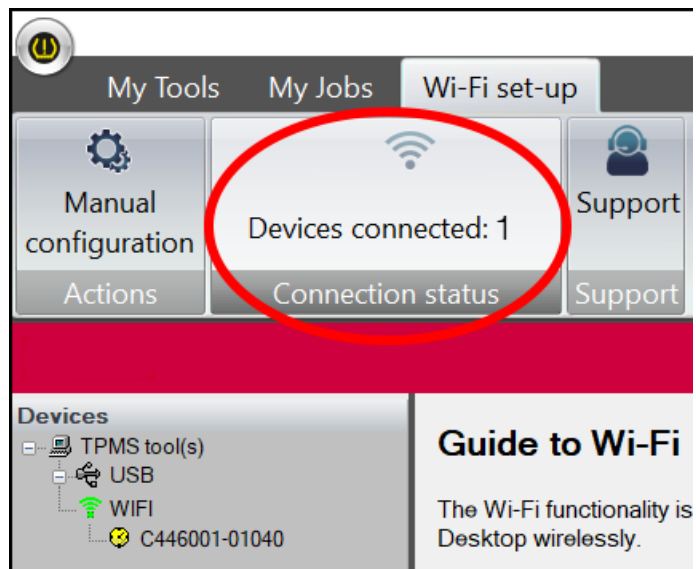 My Tools My Jobs Wi-Fi set-up
Manual configuration
Devices connected: 1
Support
Actions
Connection status
Support
Devices
TPMS tool(s)
USB
WIFI
C446001-01040
Guide to Wi-Fi
The Wi-Fi functionality is
Desktop wirelessly.